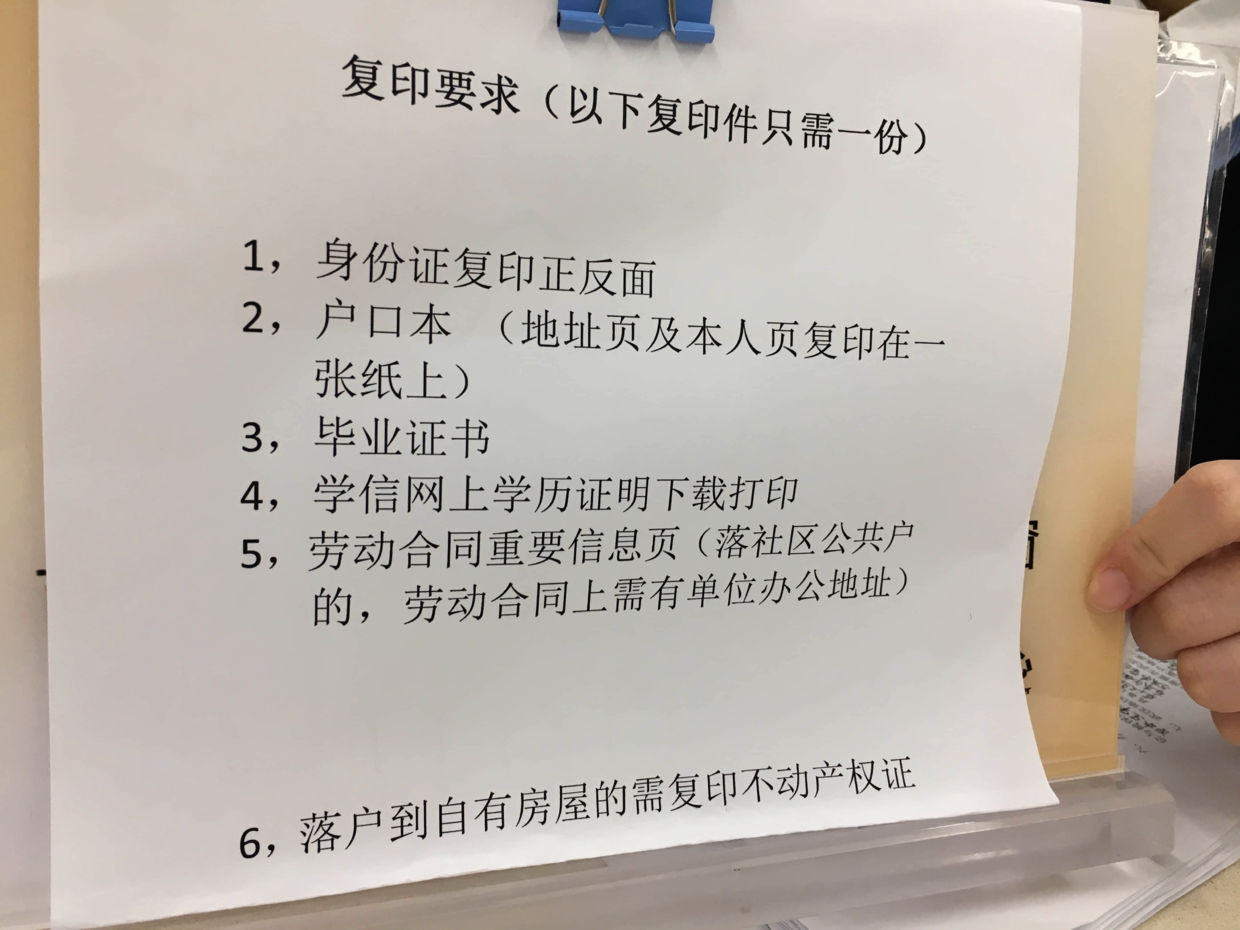 复印要求（以下复印件只需一份）
1，身份证复印正反面
2，户口本 （地址页及本人页复印在一
张纸上）
3，毕业证书
4，学信网上学历证明下载打印
5，劳动合同重要信息页（落社区公共户
的，劳动合同上需有单位办公地址）
6，落户到自有房屋的需复印不动产权证